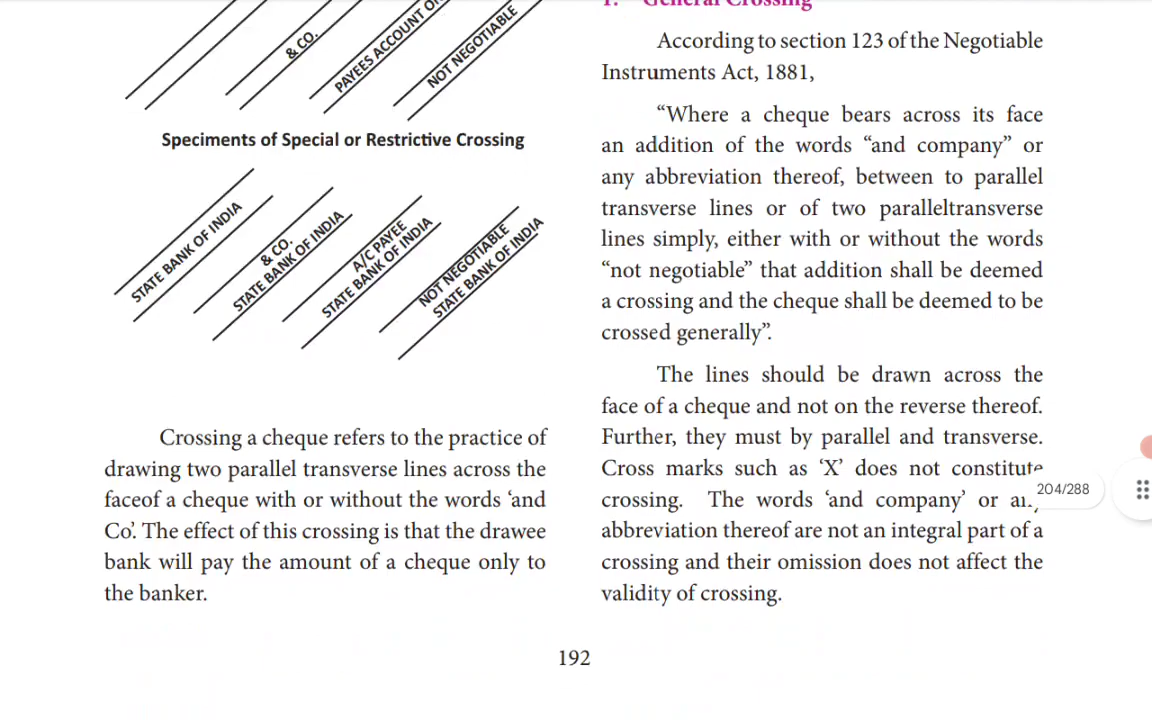 & CO.
PAYEES ACCOUNT
NOT NEGOTIABLE
Speciments of Special or Restrictive Crossing
STATE BANK OF INDIA
& CO.
STATE BANK OF INDIA
A/C PAYEE
STATE BANK OF INDIA
NOT NEGOTIABLE
STATE BANK OF INDIA
Crossing a cheque refers to the practice of
drawing two parallel transverse lines across the
faceof a cheque with or without the words ‘and
Co’. The effect of this crossing is that the drawee
bank will pay the amount of a cheque only to
the banker.
1. General Crossing
According to section 123 of the Negotiable
Instruments Act, 1881,
“Where a cheque bears across its face
an addition of the words “and company” or
any abbreviation thereof, between to parallel
transverse lines or of two paralleltransverse
lines simply, either with or without the words
“not negotiable” that addition shall be deemed
a crossing and the cheque shall be deemed to be
crossed generally”.
The lines should be drawn across the
face of a cheque and not on the reverse thereof.
Further, they must by parallel and transverse.
Cross marks such as ‘X’ does not constitute
crossing. The words ‘and company’ or any
abbreviation thereof are not an integral part of a
crossing and their omission does not affect the
validity of crossing.
204/288
192